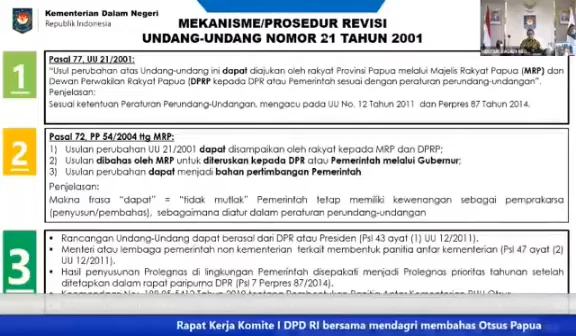 Kementerian Dalam Negeri
Republik Indonesia
MEKANISME/PROSEDUR REVISI
UNDANG-UNDANG NOMOR 21 TAHUN 2001
1
Pasal 77, UU 21/2001:
"Usul perubahan atas Undang-undang ini dapat diajukan oleh rakyat Provinsi Papua melalui Majelis Rakyat Papua (MRP) dan
Dewan Perwakilan Rakyat Papua (DPRP kepada DPR atau Pemerintah sesuai dengan peraturan perundang-undangan".
Penjelasan:
Sesuai ketentuan Peraturan Perundang-Undangan, mengacu pada UU No. 12 Tahun 2011 dan Perpres 87 Tahun 2014.
2
Pasal 72, PP 54/2004 ttg MRP:
1) Usulan perubahan UU 21/2001 dapat disampaikan oleh rakyat kepada MRP dan DPRP;
2) Usulan dibahas oleh MRP untuk diteruskan kepada DPR atau Pemerintah melalui Gubernur;
3) Usulan perubahan dapat menjadi bahan pertimbangan Pemerintah
Penjelasan:
Makna frasa "dapat" = "tidak mutlak" Pemerintah tetap memiliki kewenangan sebagai pemprakarsa
(penyusun/pembahas), sebagaimana diatur dalam peraturan perundang-undangan
3
• Rancangan Undang-Undang dapat berasal dari DPR atau Presiden (Psl 43 ayat (1) UU 12/2011).
• Menteri atau lembaga pemerintah non kementerian terkait membentuk panitia antar kementerian (Psl 47 ayat (2)
UU 12/2011).
• Hasil penyusunan Prolegnas di lingkungan Pemerintah disepakati menjadi Prolegnas prioritas tahunan setelah
ditetapkan dalam rapat paripurna DPR (Psl 7 Perpres 87/2014).
Rapat Kerja Komite I DPD RI bersama mendagri membahas Otsus Papua